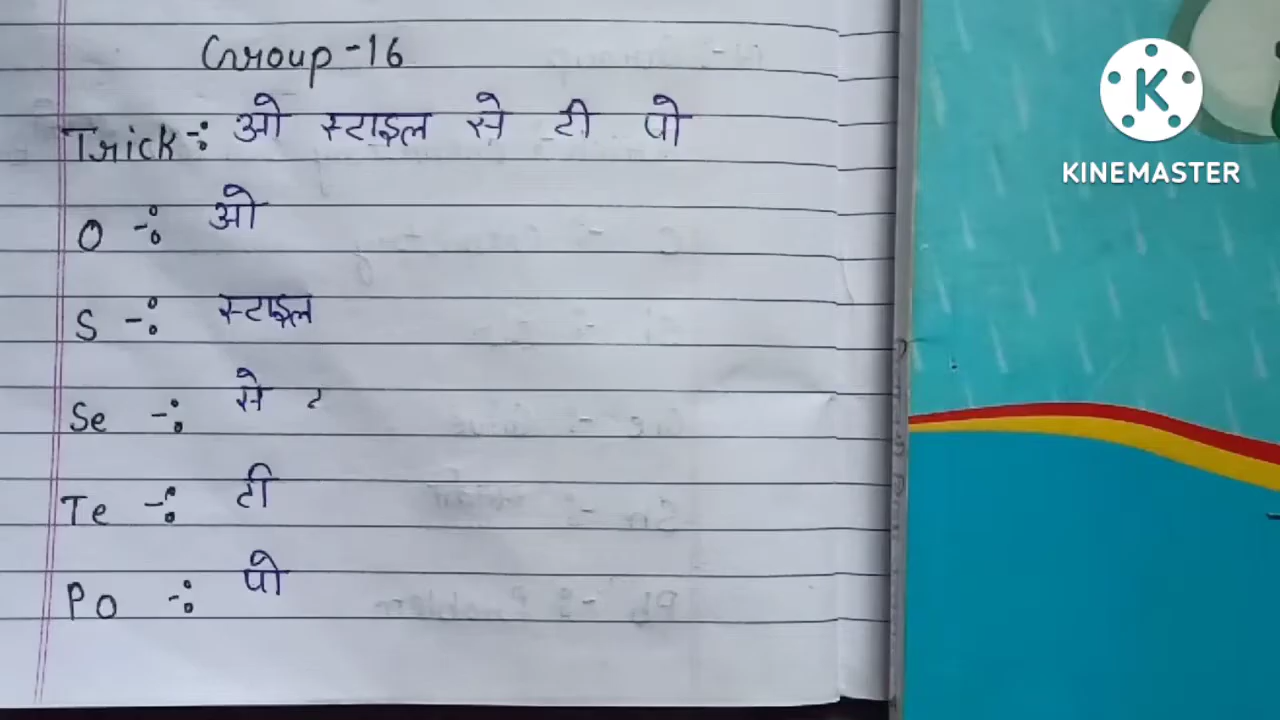 Group -16
Trick -: ओ स्टाइल से टी पो
O -: ओ
S -: स्टाइल
Se -: से
Te -: टी
PO -: पो
K
KINEMASTER